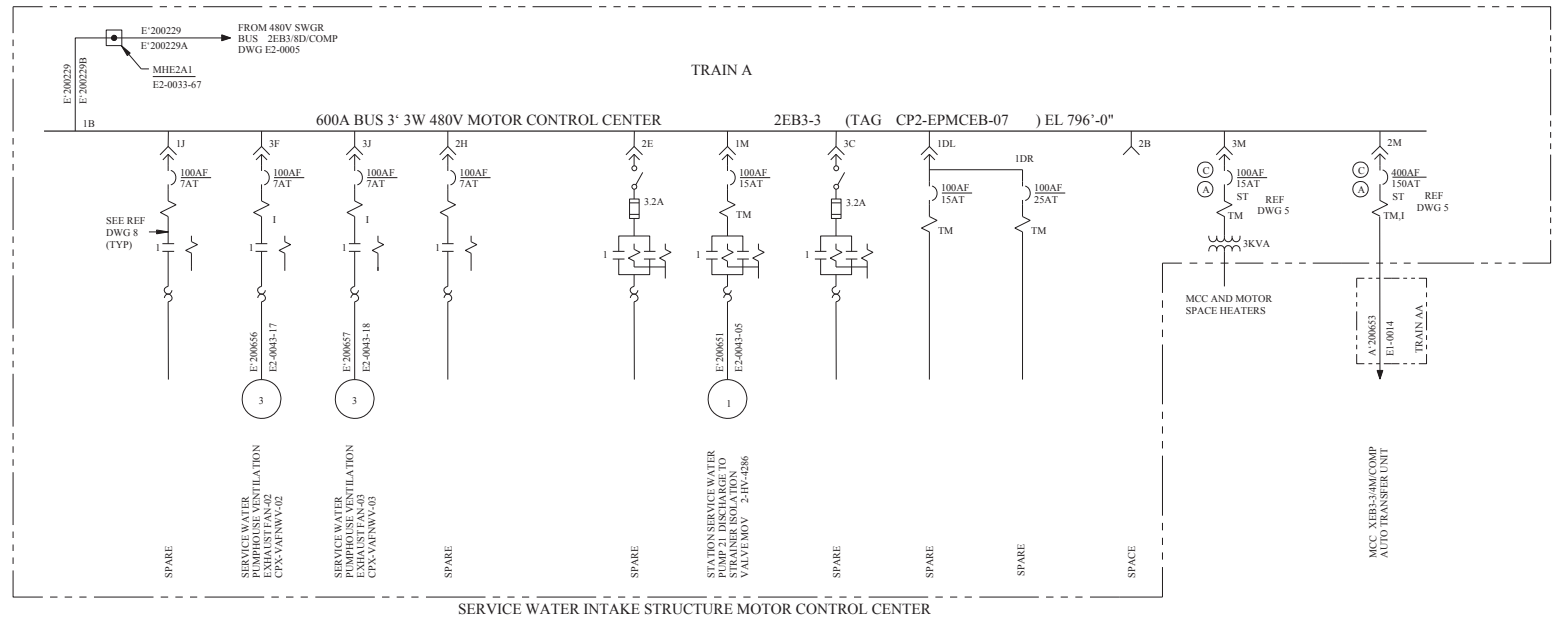 E'200229
E'200229A
FROM 480V SWGR
BUS 2EB3/8D/COMP
DWG E2-0005
MHE2A1
E2-0033-67
E'200229
E'200229B
TRAIN A
1B
600A BUS 3‘ 3W 480V MOTOR CONTROL CENTER 2EB3-3 (TAG CP2-EPMCEB-07 ) EL 796’-0"
1J
100AF
7AT
SEE REF
DWG 8
(TYP)
1
SPARE
3F
100AF
7AT
I
1
E'200656
E2-0043-17
3
SERVICE WATER
PUMPHOUSE VENTILATION
EXHAUST FAN-02
CPX-VAFNWV-02
3J
100AF
7AT
I
1
E'200657
E2-0043-18
3
SERVICE WATER
PUMPHOUSE VENTILATION
EXHAUST FAN-03
CPX-VAFNWV-03
2H
100AF
7AT
1
SPARE
2E
3.2A
1
SPARE
1M
100AF
15AT
TM
1
E'200651
E2-0043-05
1
STATION SERVICE WATER
PUMP 21 DISCHARGE TO
STRAINER ISOLATION
VALVE MOV 2-HV-4286
3C
3.2A
1
SPARE
1DL
100AF
15AT
TM
SPARE
1DR
100AF
25AT
TM
SPARE
2B
SPACE
3M
C
A
100AF
15AT
ST
REF
DWG 5
TM
3KVA
MCC AND MOTOR
SPACE HEATERS
2M
C
A
400AF
150AT
ST
REF
DWG 5
TM,I
A'200653
E1-0014
TRAIN AA
MCC XEB3-3/4M/COMP
AUTO TRANSFER UNIT
SERVICE WATER INTAKE STRUCTURE MOTOR CONTROL CENTER